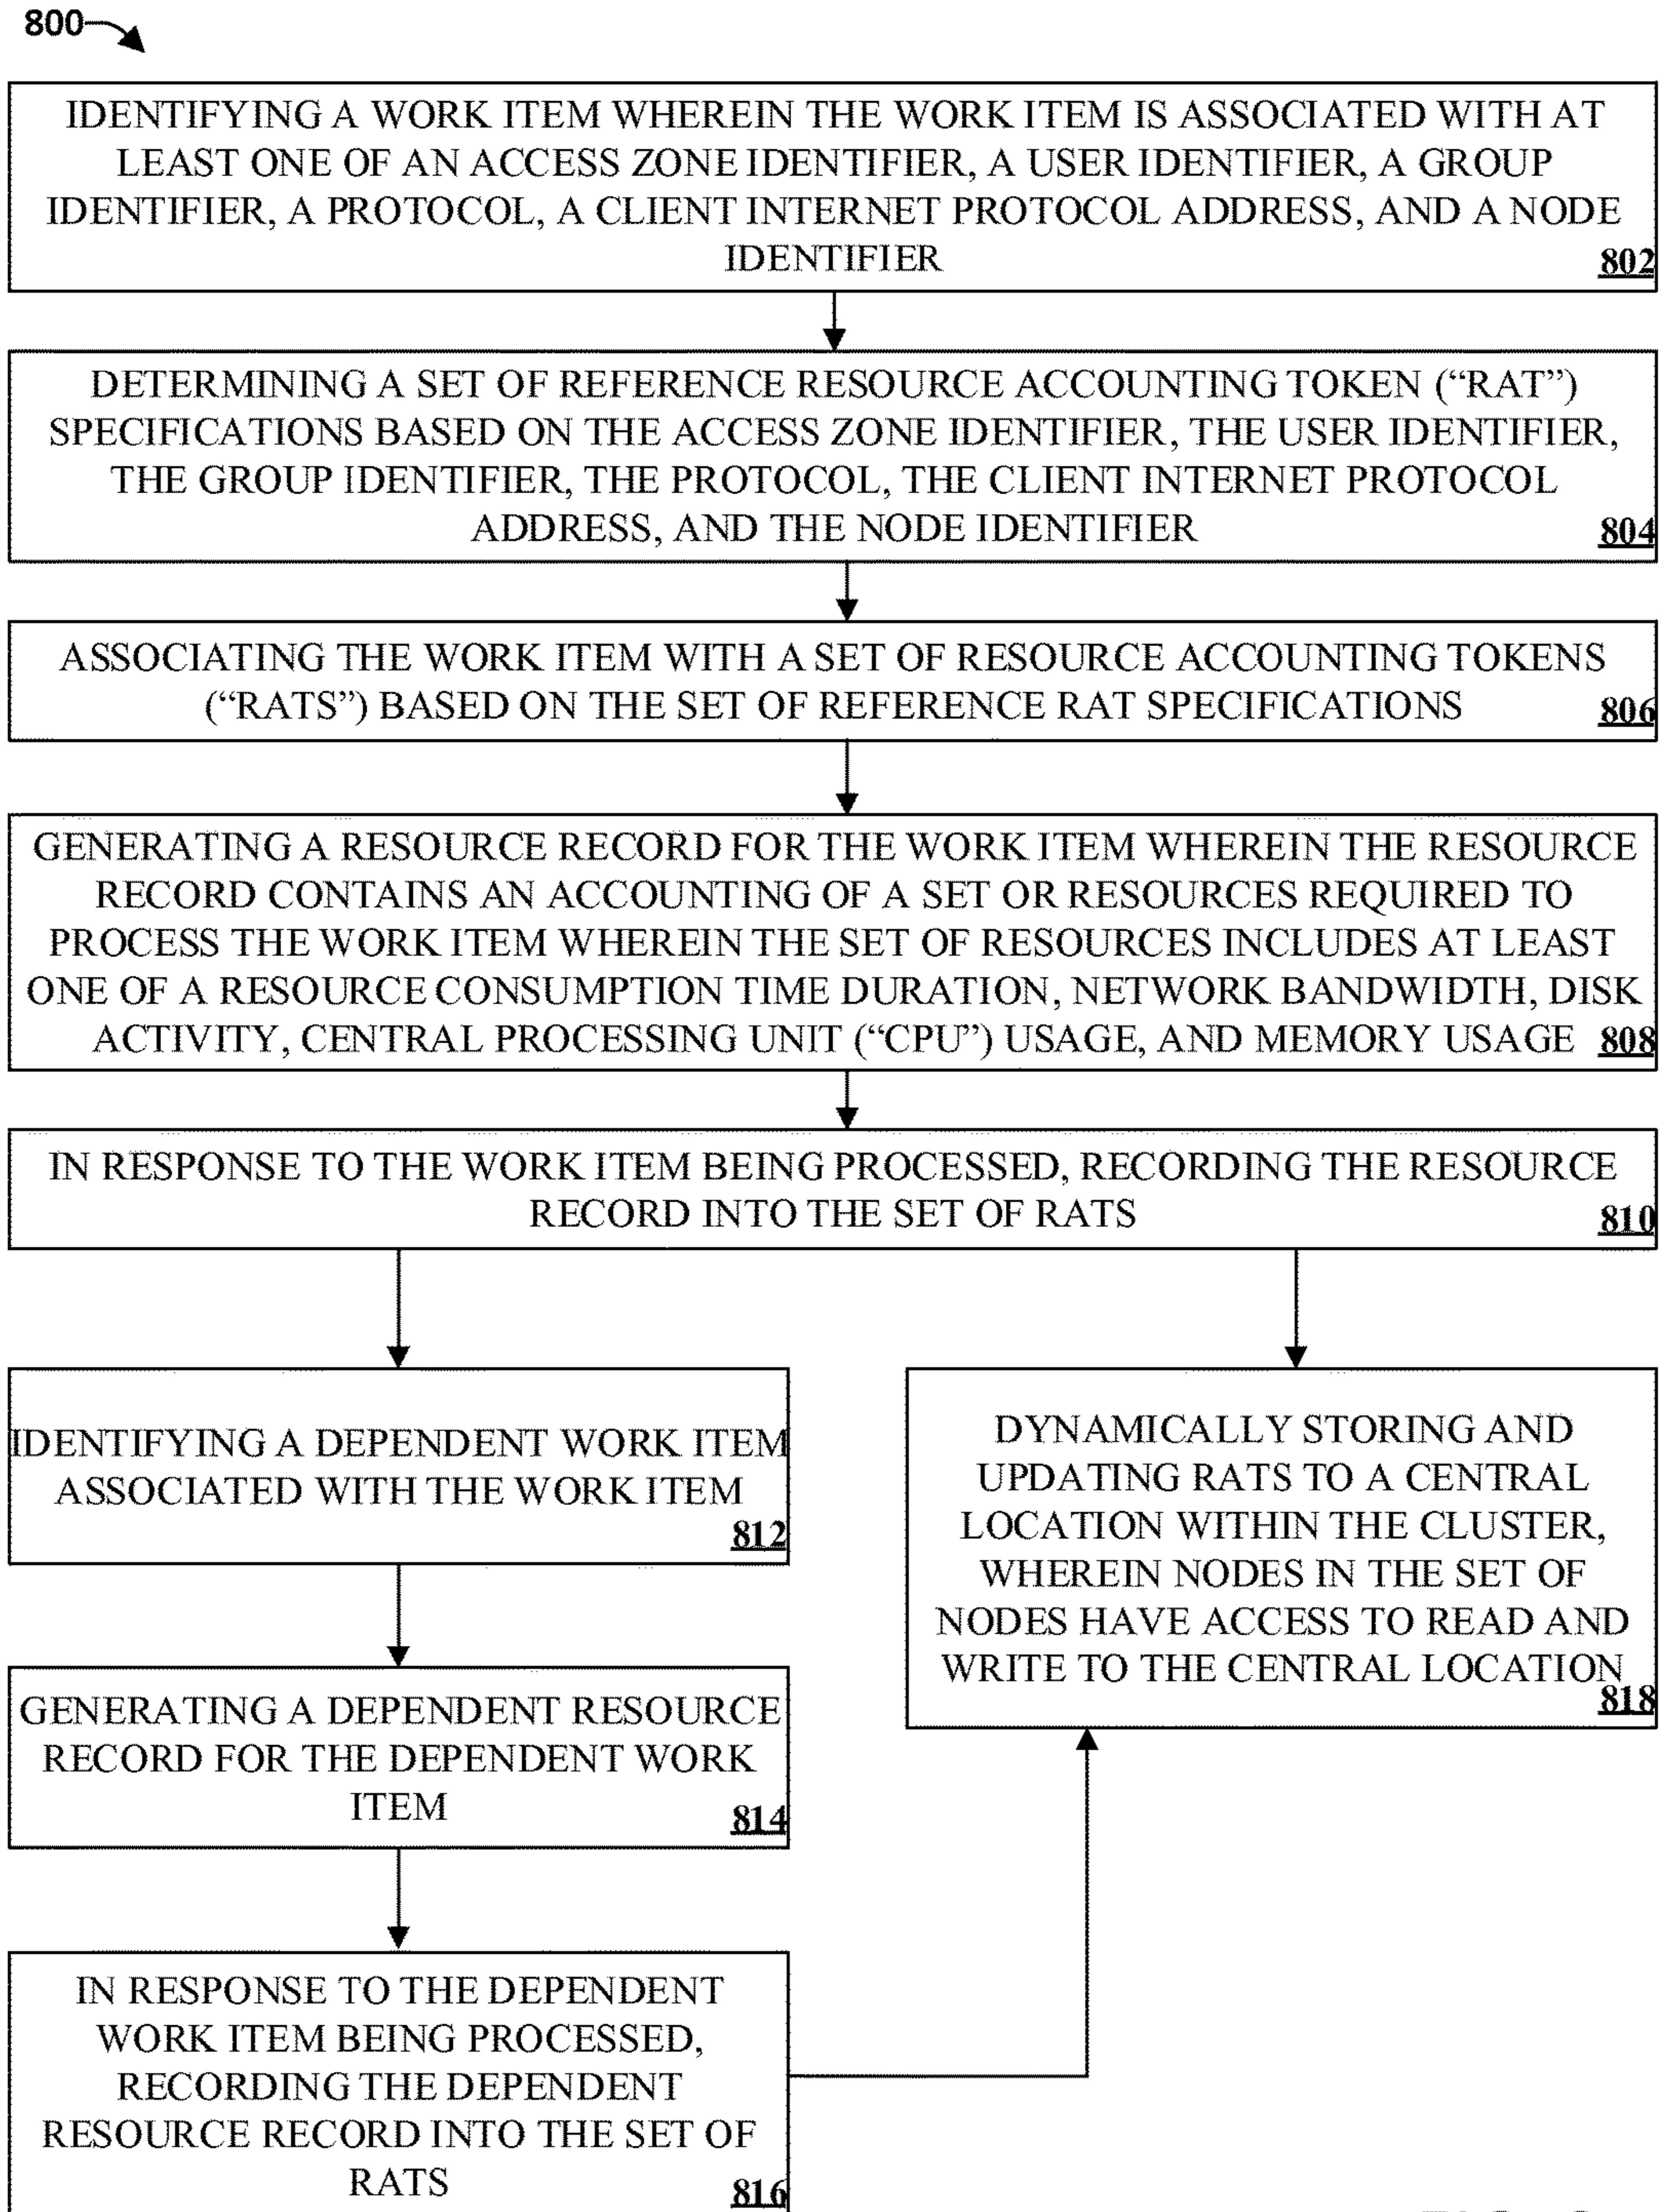 800
IDENTIFYING A WORK ITEM WHEREIN THE WORK ITEM IS ASSOCIATED WITH AT
LEAST ONE OF AN ACCESS ZONE IDENTIFIER, A USER IDENTIFIER, A GROUP
IDENTIFIER, A PROTOCOL, A CLIENT INTERNET PROTOCOL ADDRESS, AND A NODE
IDENTIFIER
802
DETERMINING A SET OF REFERENCE RESOURCE ACCOUNTING TOKEN (“RAT”)
SPECIFICATIONS BASED ON THE ACCESS ZONE IDENTIFIER, THE USER IDENTIFIER,
THE GROUP IDENTIFIER, THE PROTOCOL, THE CLIENT INTERNET PROTOCOL
ADDRESS, AND THE NODE IDENTIFIER
804
ASSOCIATING THE WORK ITEM WITH A SET OF RESOURCE ACCOUNTING TOKENS
(“RATS”) BASED ON THE SET OF REFERENCE RAT SPECIFICATIONS
806
GENERATING A RESOURCE RECORD FOR THE WORK ITEM WHEREIN THE RESOURCE
RECORD CONTAINS AN ACCOUNTING OF A SET OR RESOURCES REQUIRED TO
PROCESS THE WORK ITEM WHEREIN THE SET OF RESOURCES INCLUDES AT LEAST
ONE OF A RESOURCE CONSUMPTION TIME DURATION, NETWORK BANDWIDTH, DISK
ACTIVITY, CENTRAL PROCESSING UNIT (“CPU”) USAGE, AND MEMORY USAGE
808
IN RESPONSE TO THE WORK ITEM BEING PROCESSED, RECORDING THE RESOURCE
RECORD INTO THE SET OF RATS
810
IDENTIFYING A DEPENDENT WORK ITEM
ASSOCIATED WITH THE WORK ITEM
812
GENERATING A DEPENDENT RESOURCE
RECORD FOR THE DEPENDENT WORK
ITEM
814
IN RESPONSE TO THE DEPENDENT
WORK ITEM BEING PROCESSED,
RECORDING THE DEPENDENT
RESOURCE RECORD INTO THE SET OF
RATS
816
DYNAMICALLY STORING AND
UPDATING RATS TO A CENTRAL
LOCATION WITHIN THE CLUSTER,
WHEREIN NODES IN THE SET OF
NODES HAVE ACCESS TO READ AND
WRITE TO THE CENTRAL LOCATION
818